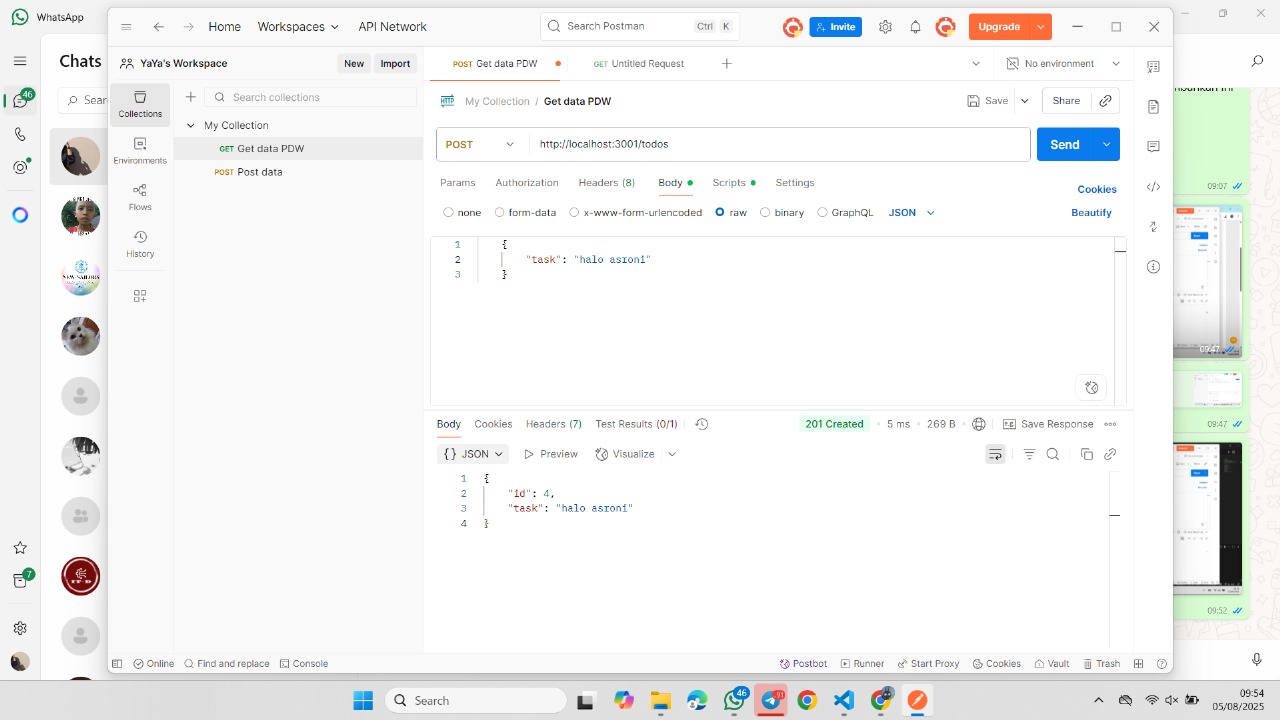 WhatsApp
Home Workspaces API Network
Search Postman Ctrl K
Invite
Upgrade
Chats
46
YaYa's Workspace
New Import
POST Get data PDW
GET Untitled Request
No environment
Collections
Search collections
My Collection / Get data PDW
Save
Share
My Collection
GET Get data PDW
POST Post data
Environments
Flows
History
POST http://localhost:3001/todos
Send
Params Authorization Headers (8) Body Scripts Settings
Cookies
none form-data x-www-form-urlencoded raw binary GraphQL JSON
Beautify
1
2 "task": "halo asroni"
3 }
Body Cookies Headers (7) Test Results (0/1)
201 Created 5 ms 269 B
Save Response
{} JSON Preview Visualize
1 {
2 id": 4,
3 task": "halo asroni"
4 }
09:07
09:47
09:47
09:52
7
Online Find and replace Console
Postbot Runner Start Proxy Cookies Vault Trash
Search
46
91
09:54
05/08/2025